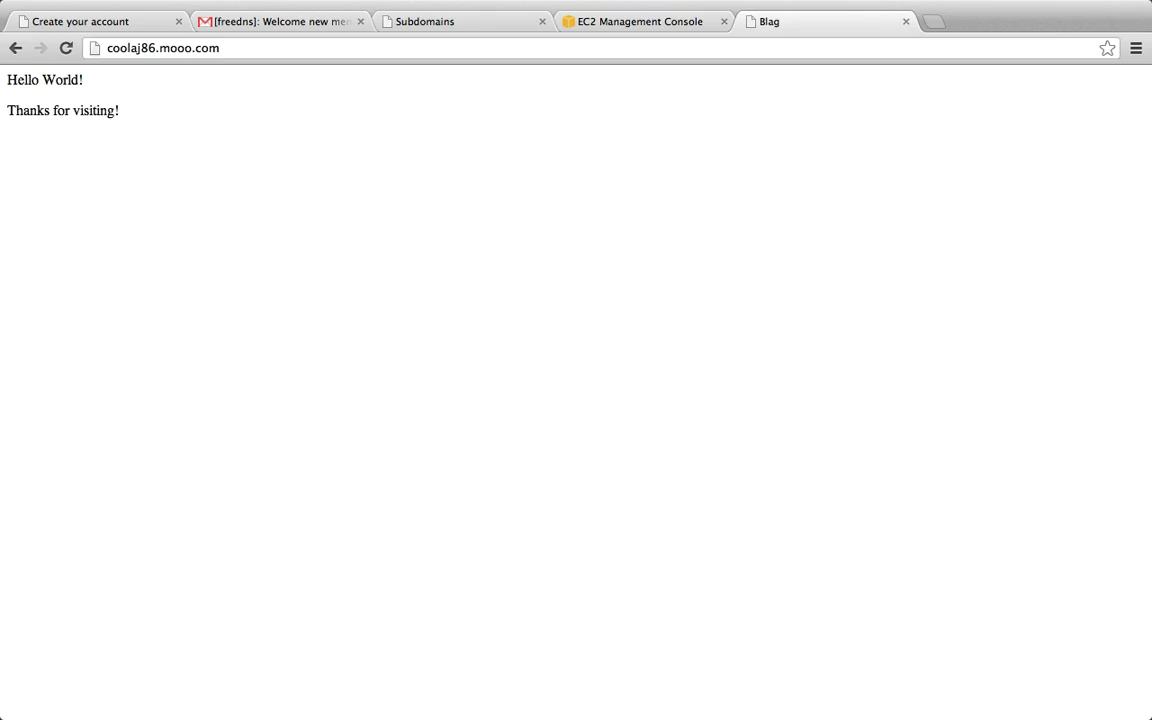 Create your account
[freedns]: Welcome new mem
Subdomains
EC2 Management Console
Blag
coolaj86.mooo.com
Hello World!
Thanks for visiting!